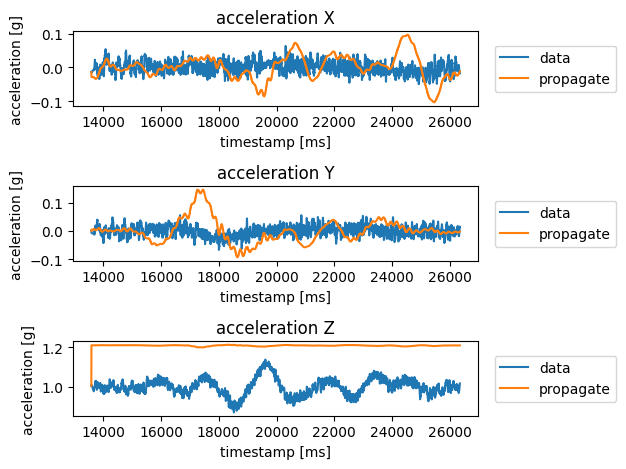 acceleration X
acceleration [g]
0.1
0.0
−0.1
14000 16000 18000 20000 22000 24000 26000
timestamp [ms]
data
propagate
acceleration Y
acceleration [g]
0.1
0.0
−0.1
14000 16000 18000 20000 22000 24000 26000
timestamp [ms]
data
propagate
acceleration Z
acceleration [g]
1.2
1.0
14000 16000 18000 20000 22000 24000 26000
timestamp [ms]
data
propagate